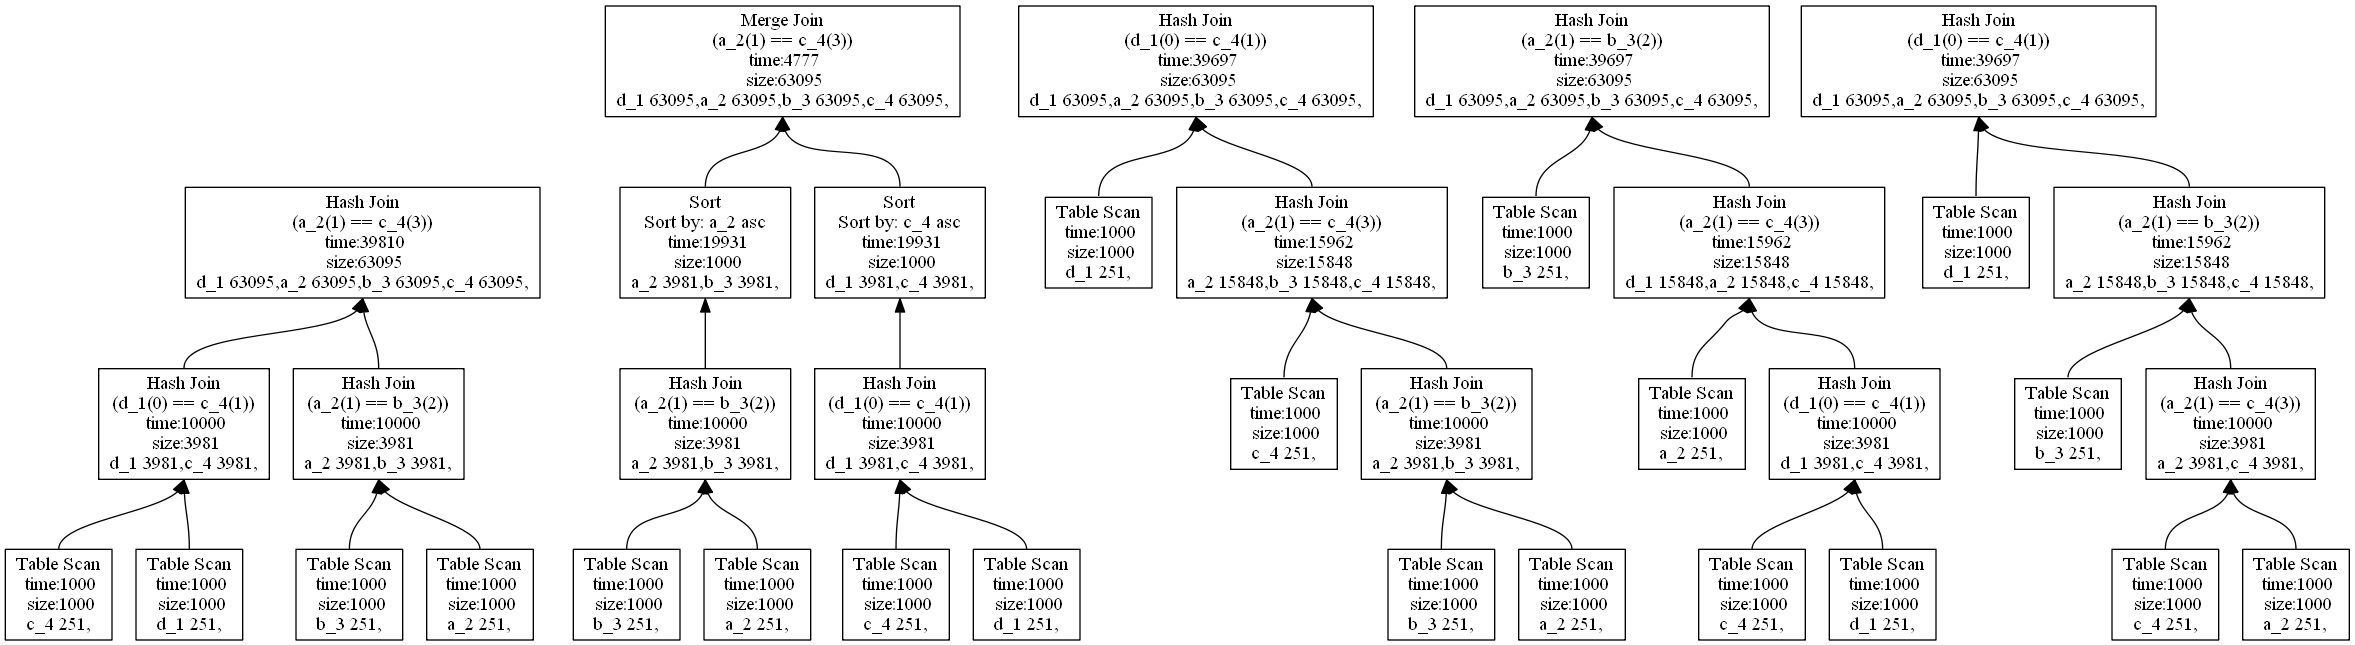 Merge Join
(a_2(1) == c_4(3))
time:4777
size:63095
d_1 63095,a_2 63095,b_3 63095,c_4 63095,
Hash Join
(d_1(0) == c_4(1))
time:39697
size:63095
d_1 63095,a_2 63095,b_3 63095,c_4 63095,
Hash Join
(a_2(1) == b_3(2))
time:39697
size:63095
d_1 63095,a_2 63095,b_3 63095,c_4 63095,
Hash Join
(d_1(0) == c_4(1))
time:39697
size:63095
d_1 63095,a_2 63095,b_3 63095,c_4 63095,
Hash Join
(a_2(1) == c_4(3))
time:39810
size:63095
d_1 63095,a_2 63095,b_3 63095,c_4 63095,
Sort
Sort by: a_2 asc
time:19931
size:1000
a_2 3981,b_3 3981,
Sort
Sort by: c_4 asc
time:19931
size:1000
d_1 3981,c_4 3981,
Table Scan
time:1000
size:1000
d_1 251,
Hash Join
(a_2(1) == c_4(3))
time:15962
size:15848
a_2 15848,b_3 15848,c_4 15848,
Table Scan
time:1000
size:1000
b_3 251,
Hash Join
(a_2(1) == c_4(3))
time:15962
size:15848
d_1 15848,a_2 15848,c_4 15848,
Table Scan
time:1000
size:1000
d_1 251,
Hash Join
(a_2(1) == b_3(2))
time:15962
size:15848
a_2 15848,b_3 15848,c_4 15848,
Hash Join
(d_1(0) == c_4(1))
time:10000
size:3981
d_1 3981,c_4 3981,
Hash Join
(a_2(1) == b_3(2))
time:10000
size:3981
a_2 3981,b_3 3981,
Hash Join
(a_2(1) == b_3(2))
time:10000
size:3981
a_2 3981,b_3 3981,
Hash Join
(d_1(0) == c_4(1))
time:10000
size:3981
d_1 3981,c_4 3981,
Table Scan
time:1000
size:1000
c_4 251,
Hash Join
(a_2(1) == b_3(2))
time:10000
size:3981
a_2 3981,b_3 3981,
Table Scan
time:1000
size:1000
a_2 251,
Hash Join
(d_1(0) == c_4(1))
time:10000
size:3981
d_1 3981,c_4 3981,
Table Scan
time:1000
size:1000
b_3 251,
Hash Join
(a_2(1) == c_4(3))
time:10000
size:3981
a_2 3981,c_4 3981,
Table Scan
time:1000
size:1000
c_4 251,
Table Scan
time:1000
size:1000
d_1 251,
Table Scan
time:1000
size:1000
b_3 251,
Table Scan
time:1000
size:1000
a_2 251,
Table Scan
time:1000
size:1000
b_3 251,
Table Scan
time:1000
size:1000
a_2 251,
Table Scan
time:1000
size:1000
c_4 251,
Table Scan
time:1000
size:1000
d_1 251,
Table Scan
time:1000
size:1000
b_3 251,
Table Scan
time:1000
size:1000
a_2 251,
Table Scan
time:1000
size:1000
c_4 251,
Table Scan
time:1000
size:1000
d_1 251,
Table Scan
time:1000
size:1000
c_4 251,
Table Scan
time:1000
size:1000
a_2 251,